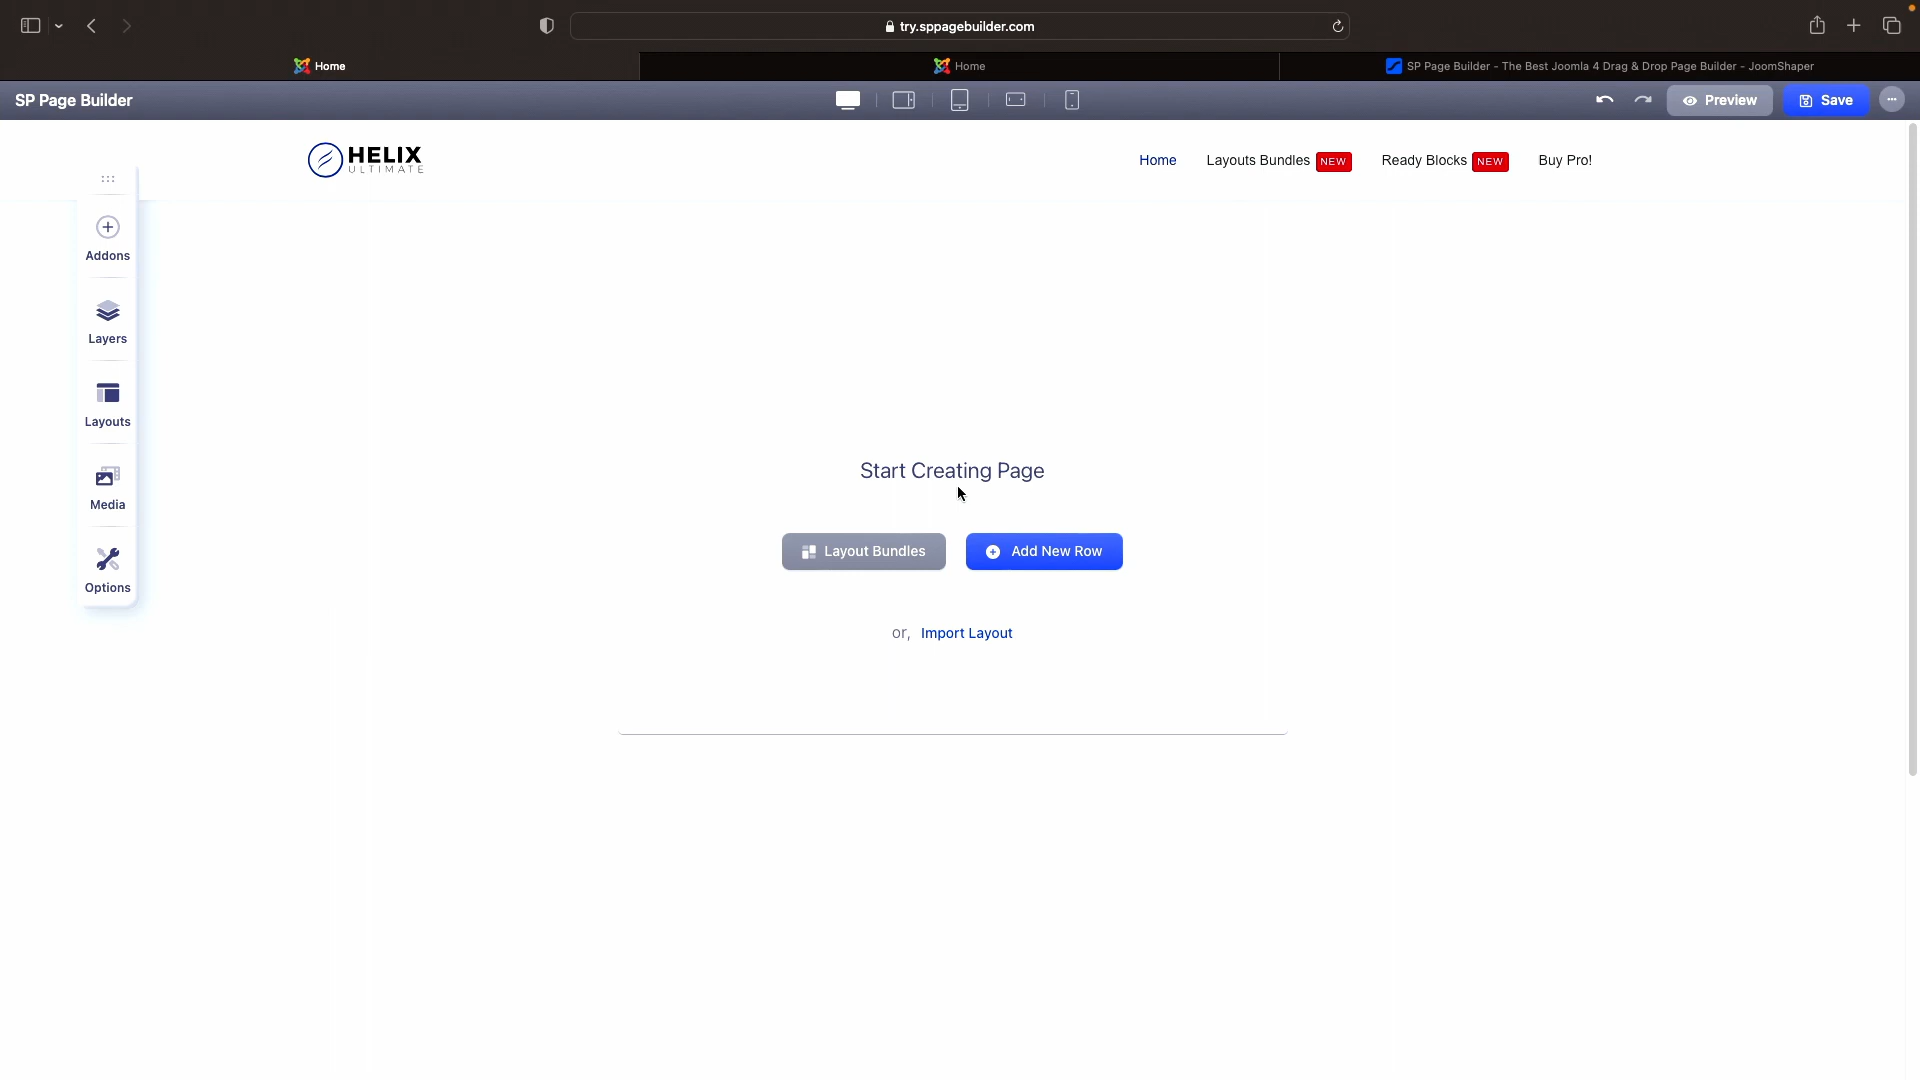 try.sppagebuilder.com
Home
Home
SP Page Builder - The Best Joomla 4 Drag & Drop Page Builder - JoomShaper
SP Page Builder
Preview
Save
HELIX
ULTIMATE
Home
Layouts Bundles NEW
Ready Blocks NEW
Buy Pro!
Addons
Layers
Layouts
Media
Options
Start Creating Page
Layout Bundles
Add New Row
or, Import Layout